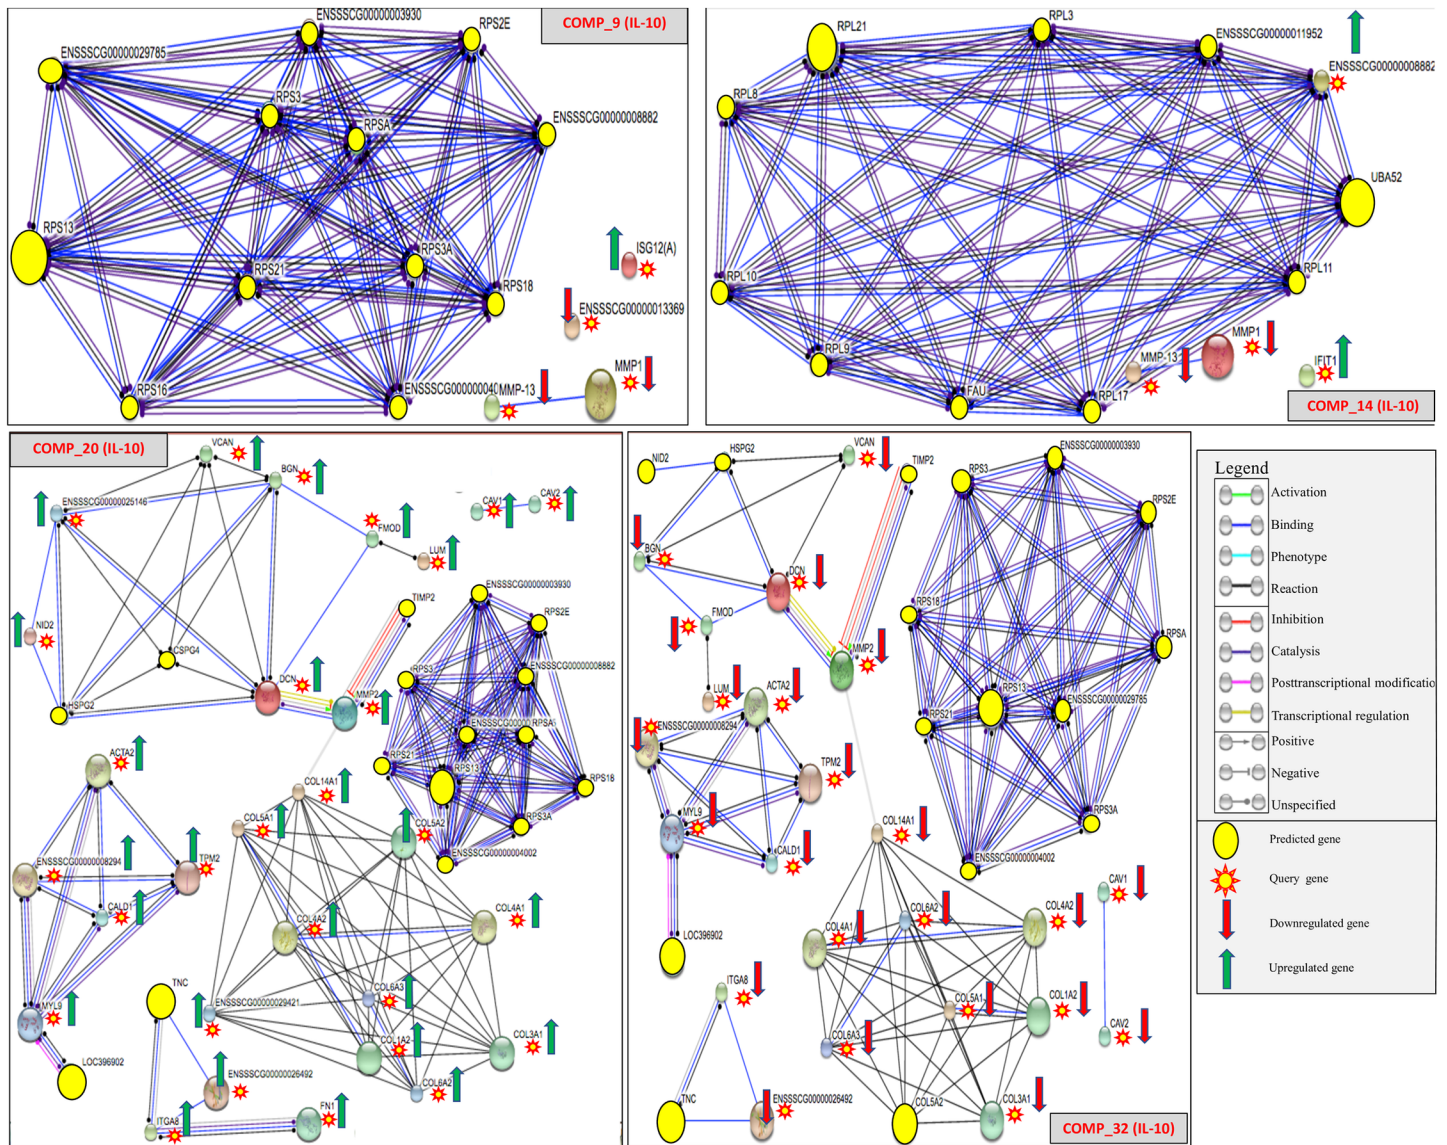 ENSSSCG00000003930
RPS2E
COMP_9 (IL-10)
ENSSSCG00000029785
RPS3
RPSA
ENSSSCG00000008882
RPS13
RPS3A
ISG12(A)
RPS21
RPS18
ENSSSCG00000013369
MMP1
RPS16
MMP-13
RPL21
RPL3
ENSSSCG00000011952
ENSSSCG00000008882
RPL8
UBA52
RPL10
RPL11
MMP1
RPL9
MMP-13
IFIT1
FAU
RPL17
COMP_14 (IL-10)
COMP_20 (IL-10)
VCAN
BGN
CAV1
CAV2
ENSSSCG00000025146
FMOD
LUM
ENSSSCG00000003930
TIMP2
RPS2E
NID2
CSPG4
RPS3
ENSSSCG00000008882
DCN
MMP2
HSPG2
RPSA
RPS21
RPS13
RPS18
ACTA2
COL14A1
RPS3A
COL5A1
COL5A2
ENSSSCG00000004002
ENSSSCG00000008294
TPM2
CALD1
COL4A2
COL4A1
TNC
COL6A3
ENSSSCG00000029421
MYL9
COL1A2
COL3A1
LOC396902
ENSSSCG00000026492
COL6A2
FN1
ITGA8
NID2
HSPG2
VCAN
TIMP2
ENSSSCG00000003930
RPS3
RPS2E
BGN
DCN
FMOD
RPS18
MMP2
RPSA
LUM
ACTA2
RPS13
ENSSSCG00000008294
RPS21
ENSSSCG00000029785
TPM2
MYL9
RPS3A
COL14A1
CALD1
ENSSSCG00000004002
CAV1
COL6A2
COL4A2
COL4A1
LOC396902
ITGA8
COL5A1
COL1A2
CAV2
COL6A3
TNC
ENSSSCG00000026492
COL5A2
COL3A1
COMP_32 (IL-10)
Legend
Activation
Binding
Phenotype
Reaction
Inhibition
Catalysis
Posttranscriptional modificatio
Transcriptional regulation
Positive
Negative
Unspecified
Predicted gene
Query gene
Downregulated gene
Upregulated gene